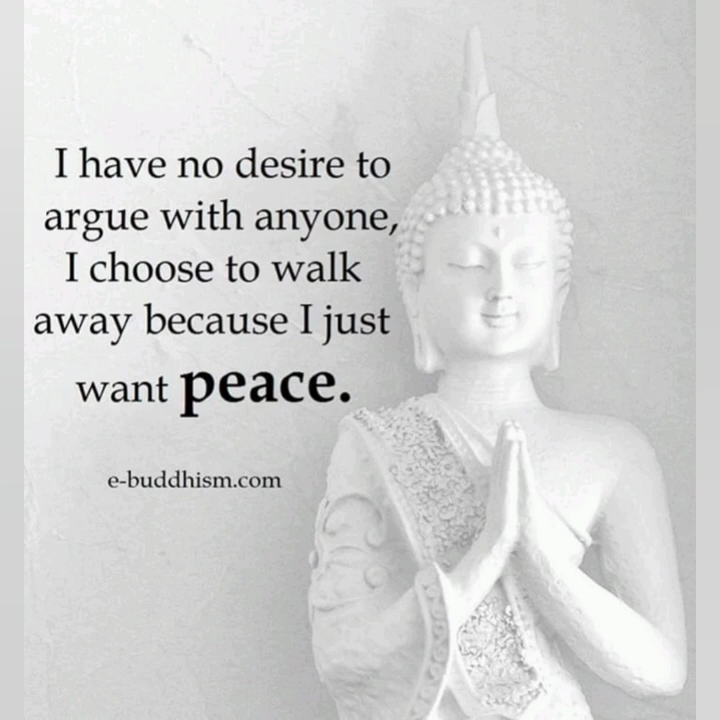 I have no desire to
argue with anyone,
I choose to walk
away because I just
want peace.
e-buddhism.com